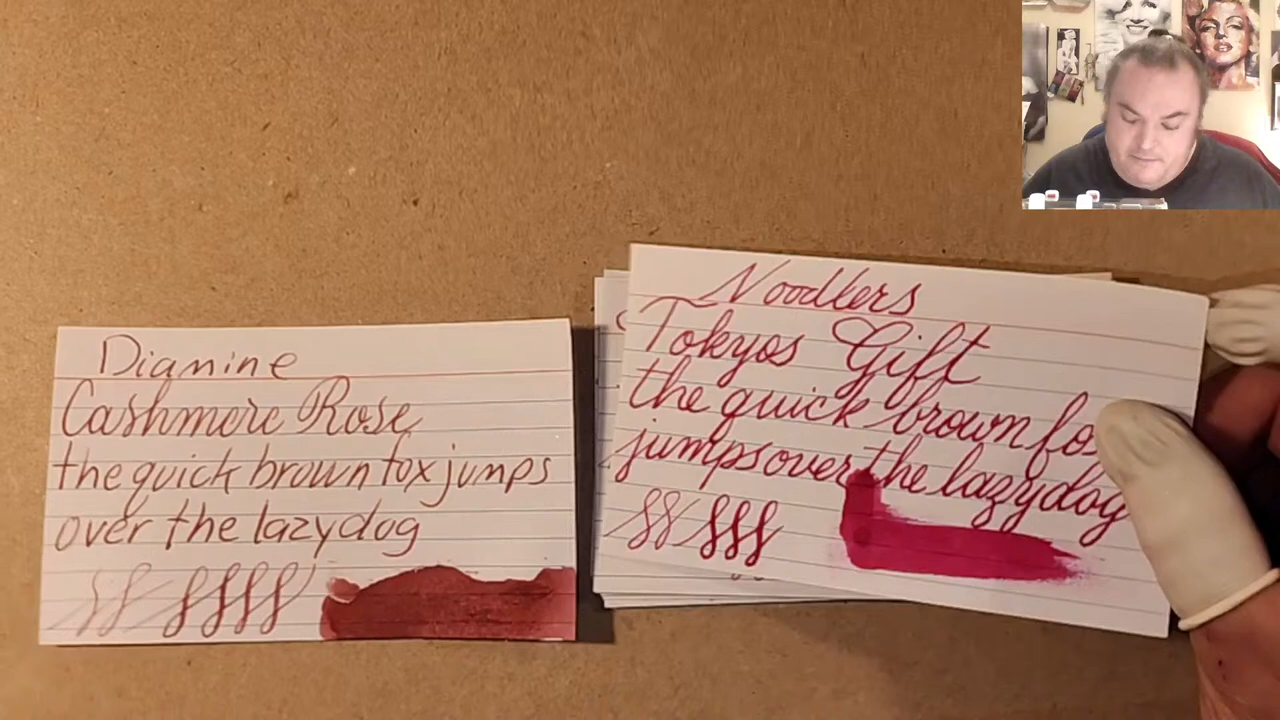 Diamine
Cashmere Rose
the quick brown fox jumps
over the lazy dog
Noodlers
Tokyos Gift
the quick brown fo
jumps over the lazy dog